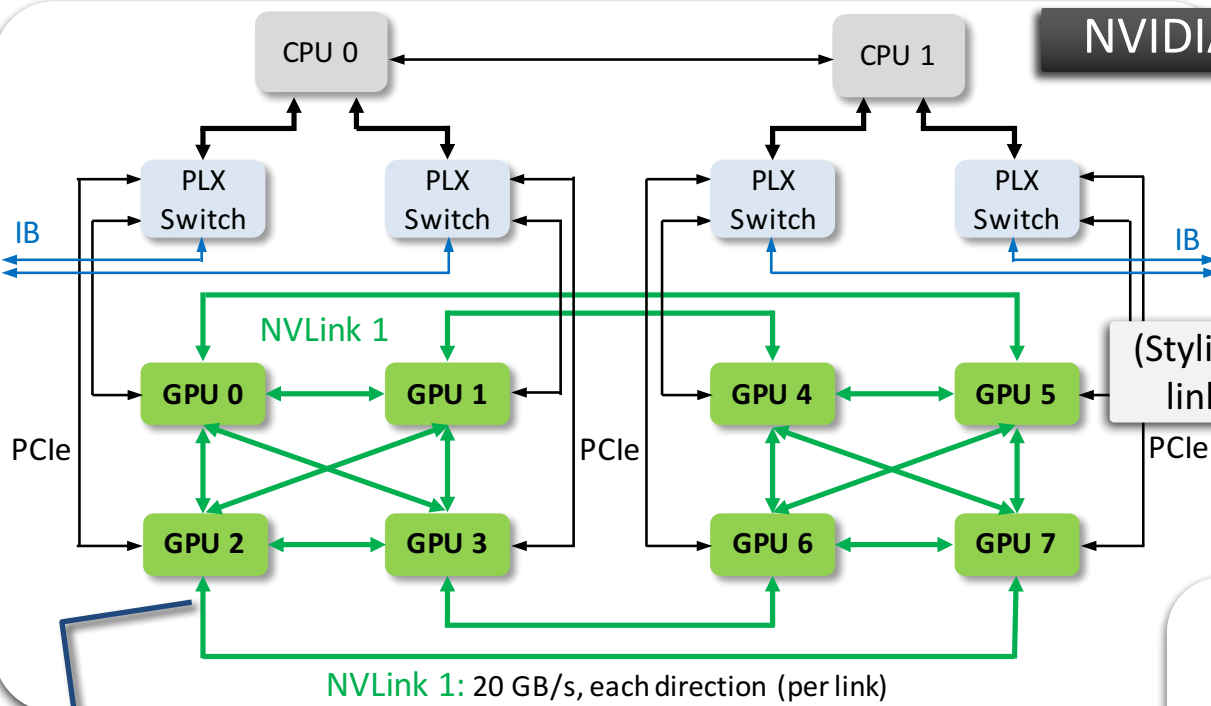 NVIDIA
CPU 0
CPU 1
PLX
Switch
PLX
Switch
PLX
Switch
PLX
Switch
IB
IB
NVLink 1
GPU 0
GPU 1
GPU 4
GPU 5
(Styli
link
PCIe
PCIe
PCIe
GPU 2
GPU 3
GPU 6
GPU 7
NVLink 1: 20 GB/s, each direction (per link)